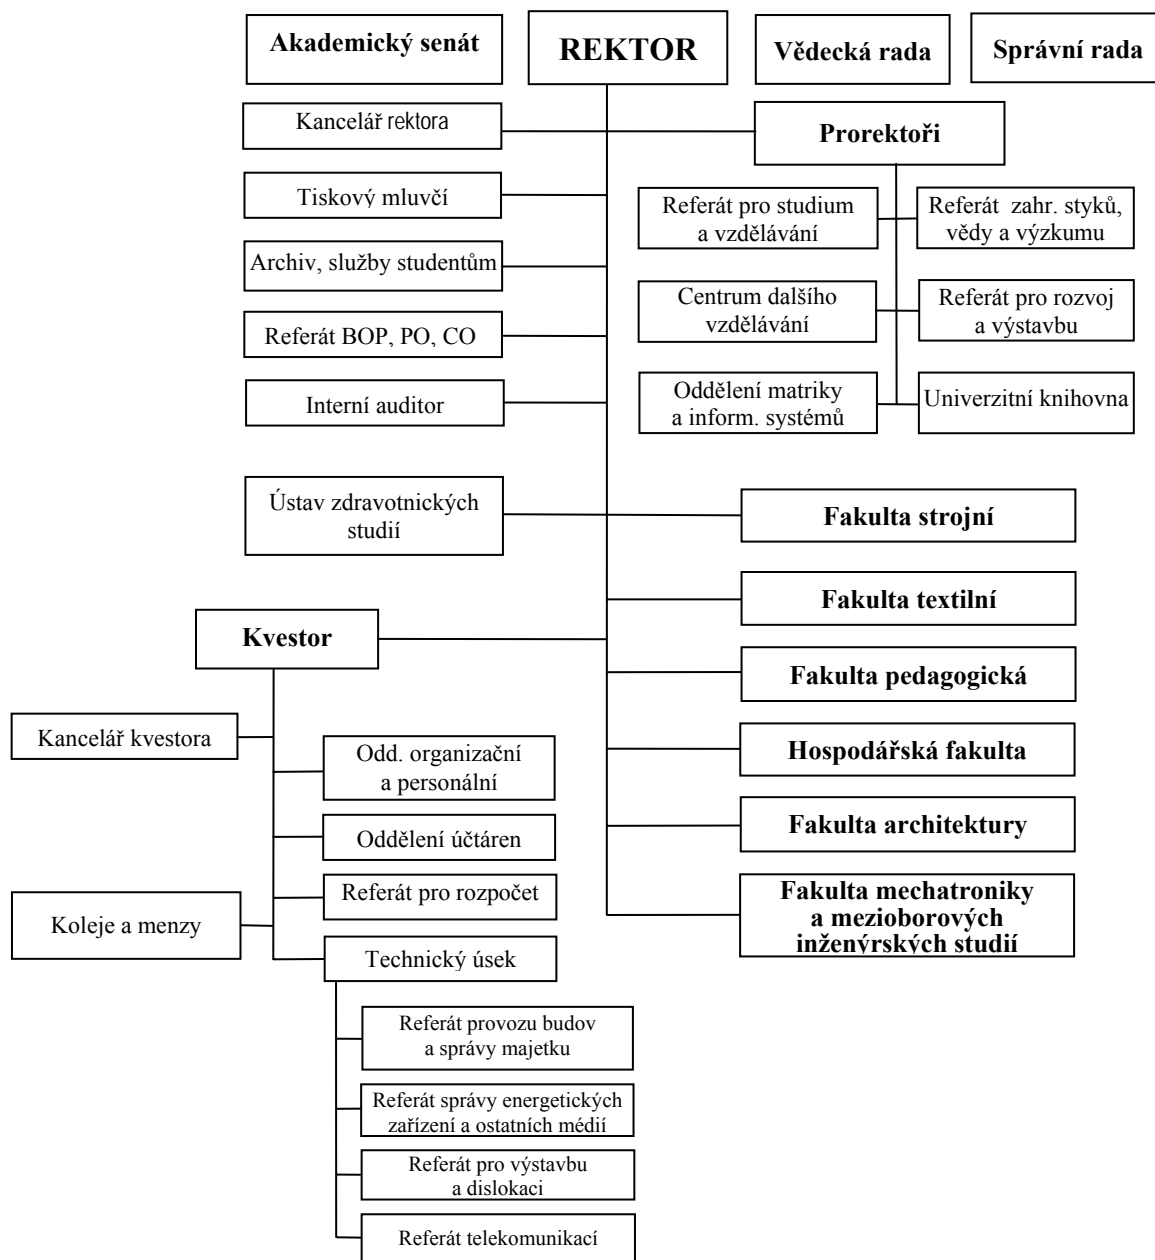 Akademický senát
REKTOR
Vědecká rada
Správní rada
Kancelář rektora
Prorektoři
Tiskový mluvčí
Referát pro studium
a vzdělávání
Referát zahr. styků,
vědy a výzkumu
Archiv, služby studentům
Centrum dalšího
vzdělávání
Referát pro rozvoj
a výstavbu
Referát BOP, PO, CO
Interní auditor
Oddělení matriky
a inform. systémů
Univerzitní knihovna
Ústav zdravotnických
studií
Fakulta strojní
Fakulta textilní
Kvestor
Fakulta pedagogická
Kancelář kvestora
Odd. organizační
a personální
Hospodářská fakulta
Oddělení účtáren
Fakulta architektury
Koleje a menzy
Referát pro rozpočet
Fakulta mechatroniky
a mezioborových
inženýrských studií
Technický úsek
Referát provozu budov
a správy majetku
Referát správy energetických
zařízení a ostatních médií
Referát pro výstavbu
a dislokaci
Referát telekomunikací